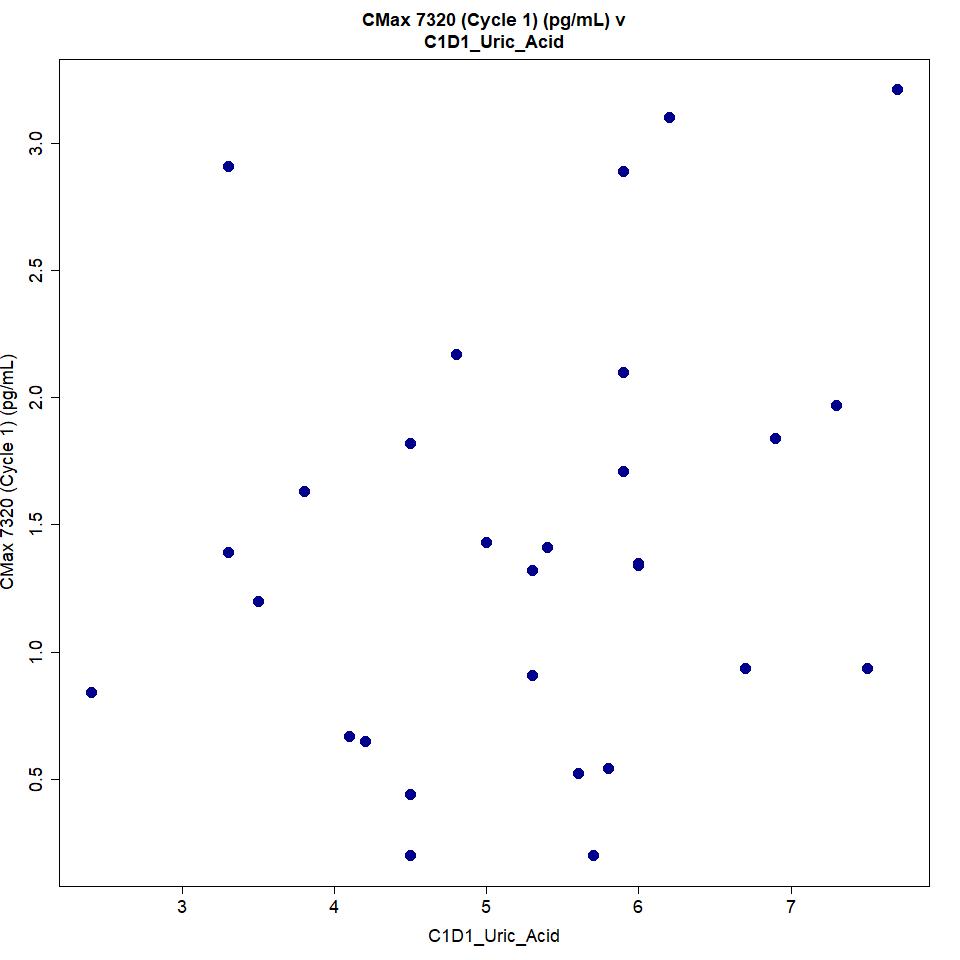 CMax 7320 (Cycle 1) (pg/mL) v
C1D1_Uric_Acid
CMax 7320 (Cycle 1) (pg/mL)
3.0
2.5
2.0
1.5
1.0
0.5
3 4 5 6 7
C1D1_Uric_Acid